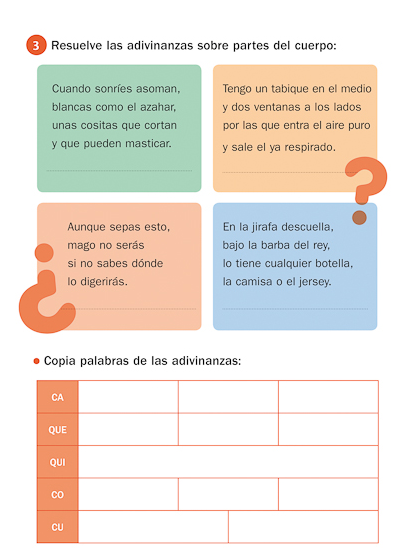 3 Resuelve las adivinanzas sobre partes del cuerpo:
Cuando sonríes asoman,
blancas como el azahar,
unas cositas que cortan
y que pueden masticar.
Tengo un tabique en el medio
y dos ventanas a los lados
por las que entra el aire puro
y sale el ya respirado.
?
Aunque sepas esto,
mago no serás
si no sabes dónde
lo digerirás.
¿
En la jirafa descuella,
bajo la barba del rey,
lo tiene cualquier botella,
la camisa o el jersey.
Copia palabras de las adivinanzas:
CA
QUE
QUI
CO
CU